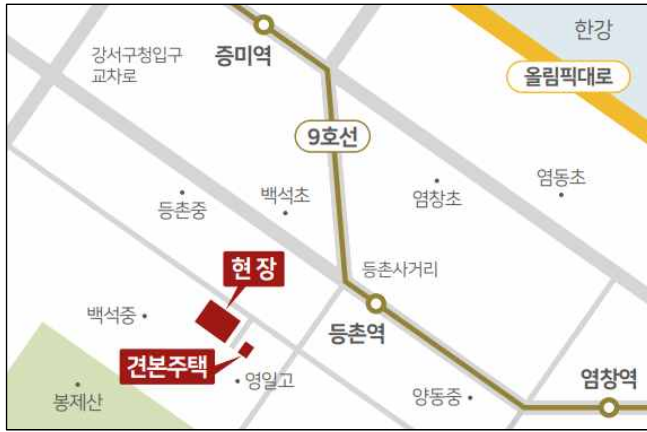 한강
강서구청입구
교차로
증미역
올림픽대로
9호선
염동초
염창초
백석초
등촌중
현장
등촌사거리
백석중
등촌역
견본주택
영일고
염창역
양동중
봉제산